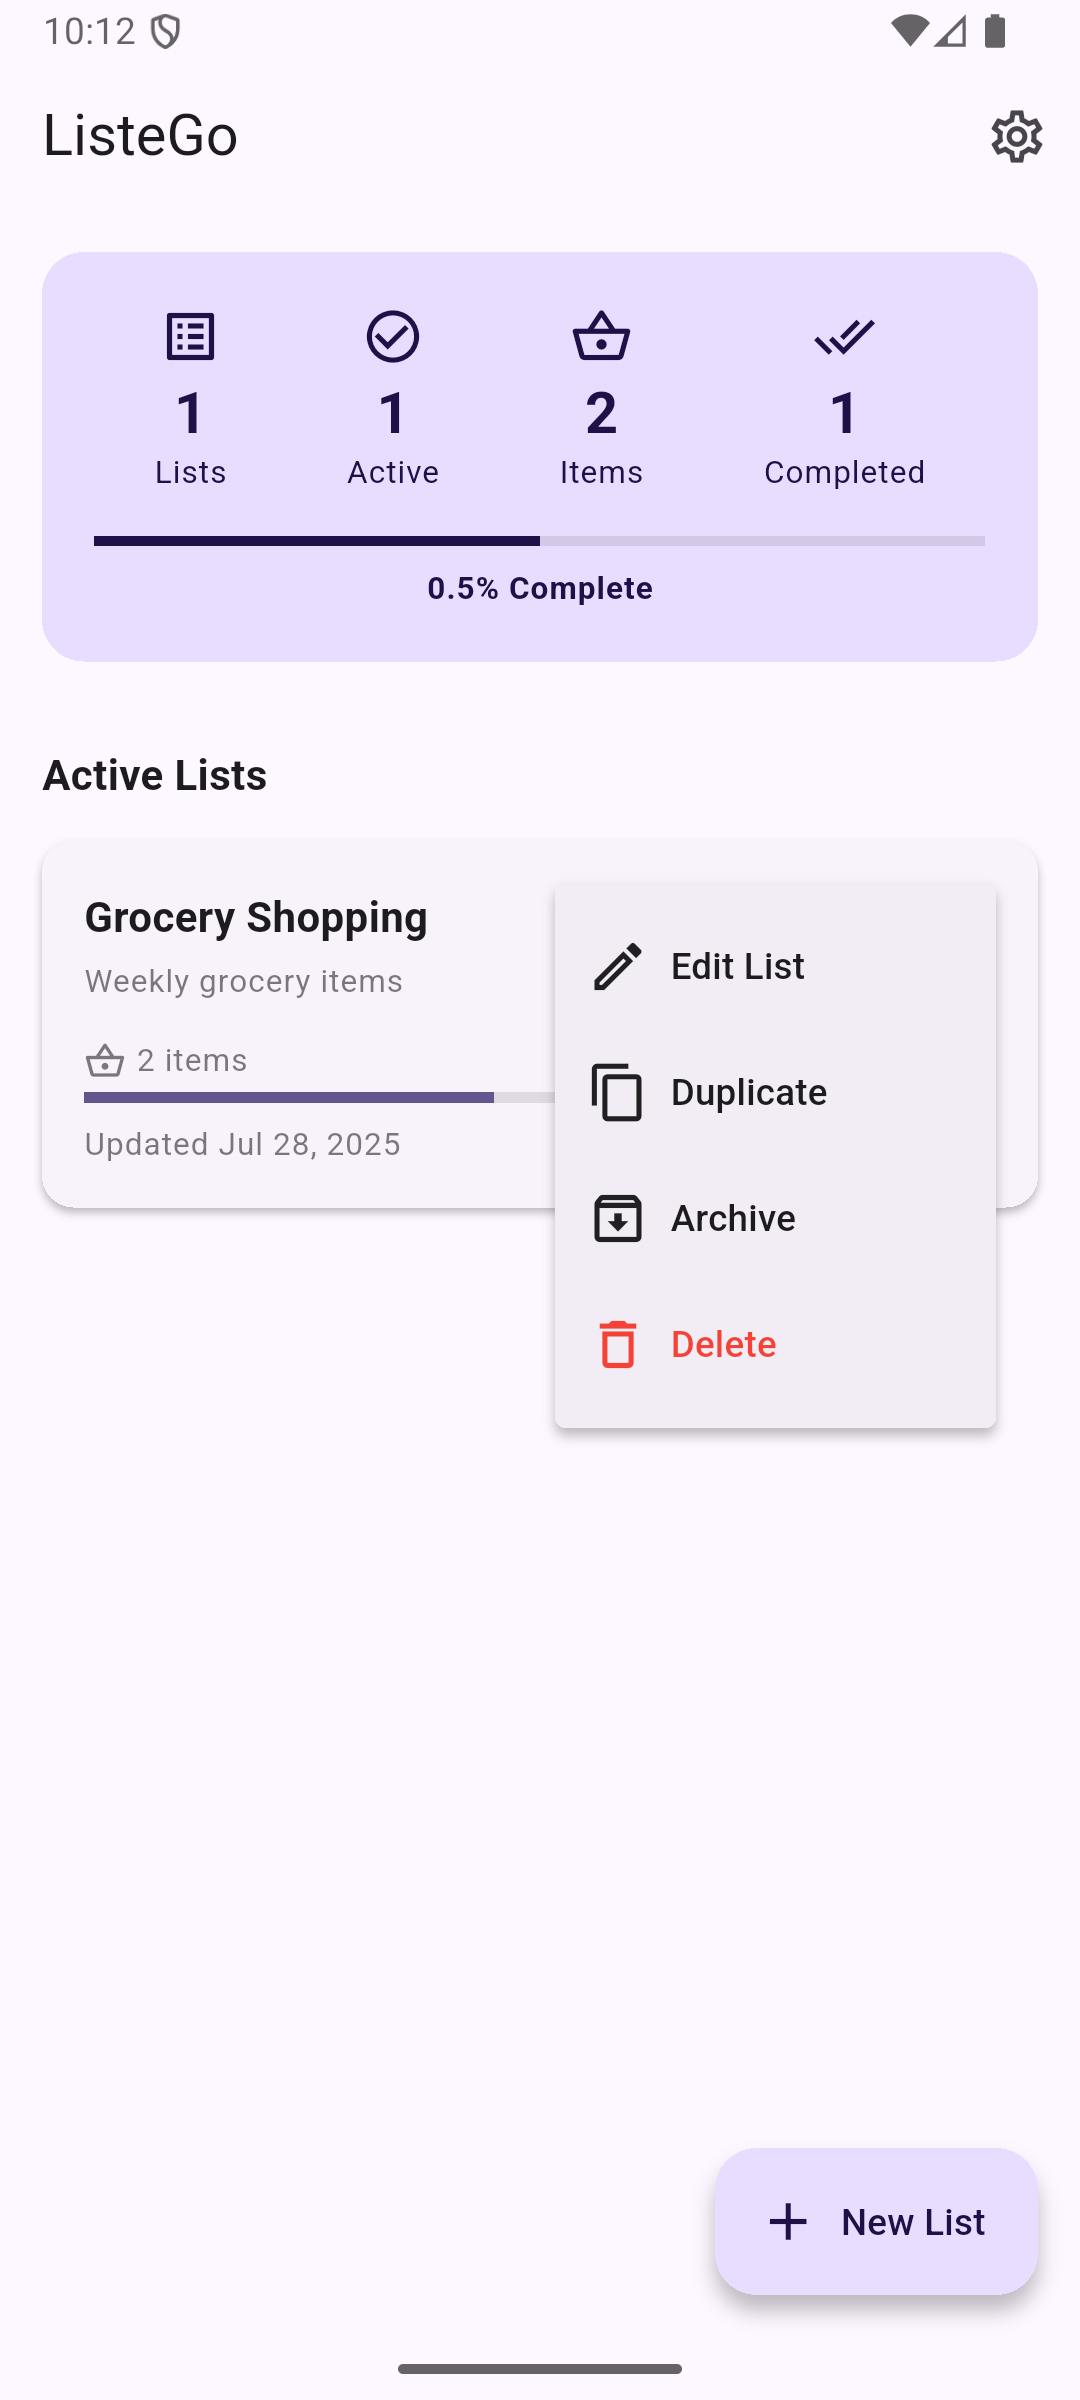 10:12
ListeGo
1 1 2 1
Lists Active Items Completed
0.5% Complete
Active Lists
Grocery Shopping
Weekly grocery items
2 items
Updated Jul 28, 2025
Edit List
Duplicate
Archive
Delete
New List